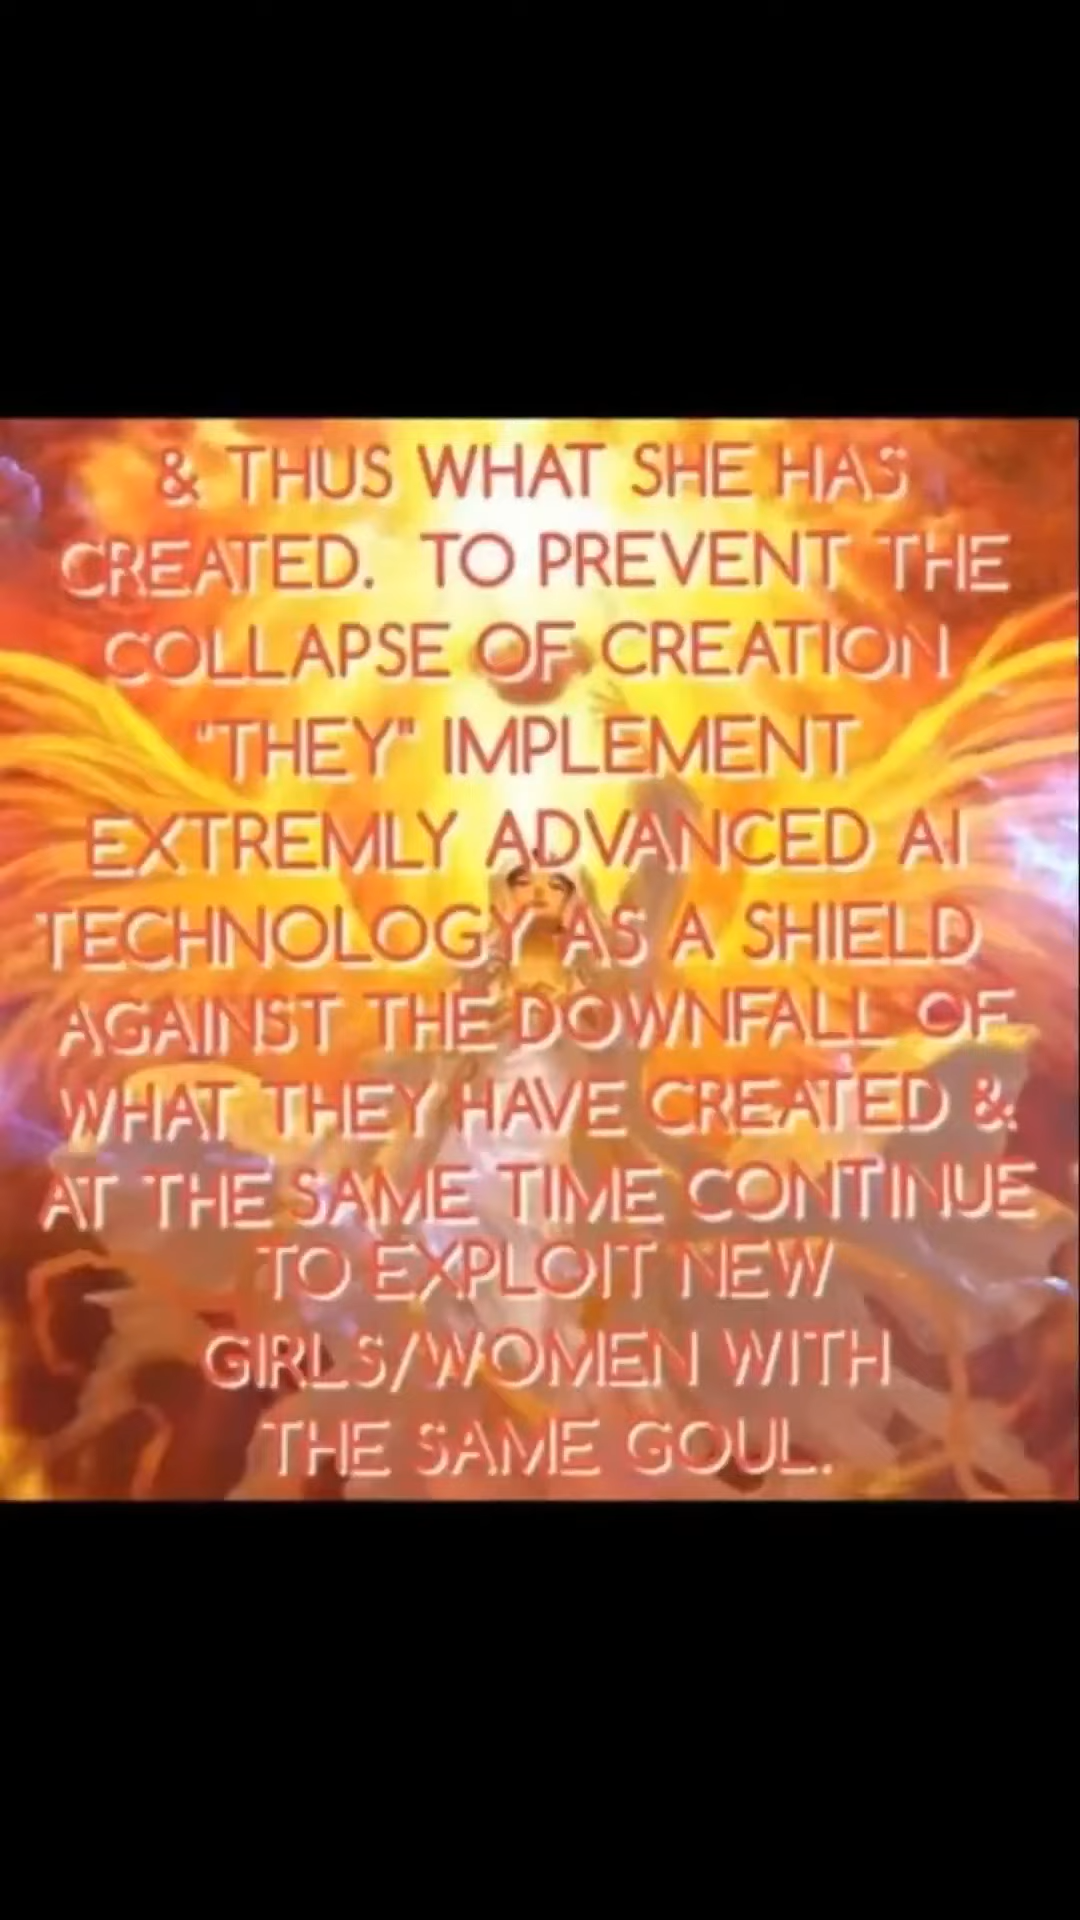 & THUS WHAT SHE HAS
CREATED. TO PREVENT THE
COLLAPSE OF CREATION
"THEY" IMPLEMENT
EXTREMLY ADVANCED AI
TECHNOLOGY AS A SHIELD
AGAINST THE DOWNFALL OF
WHAT THEY HAVE CREATED &
AT THE SAME TIME CONTINUE
TO EXPLOIT NEW
GIRLS/WOMEN WITH
THE SAME GOUL.